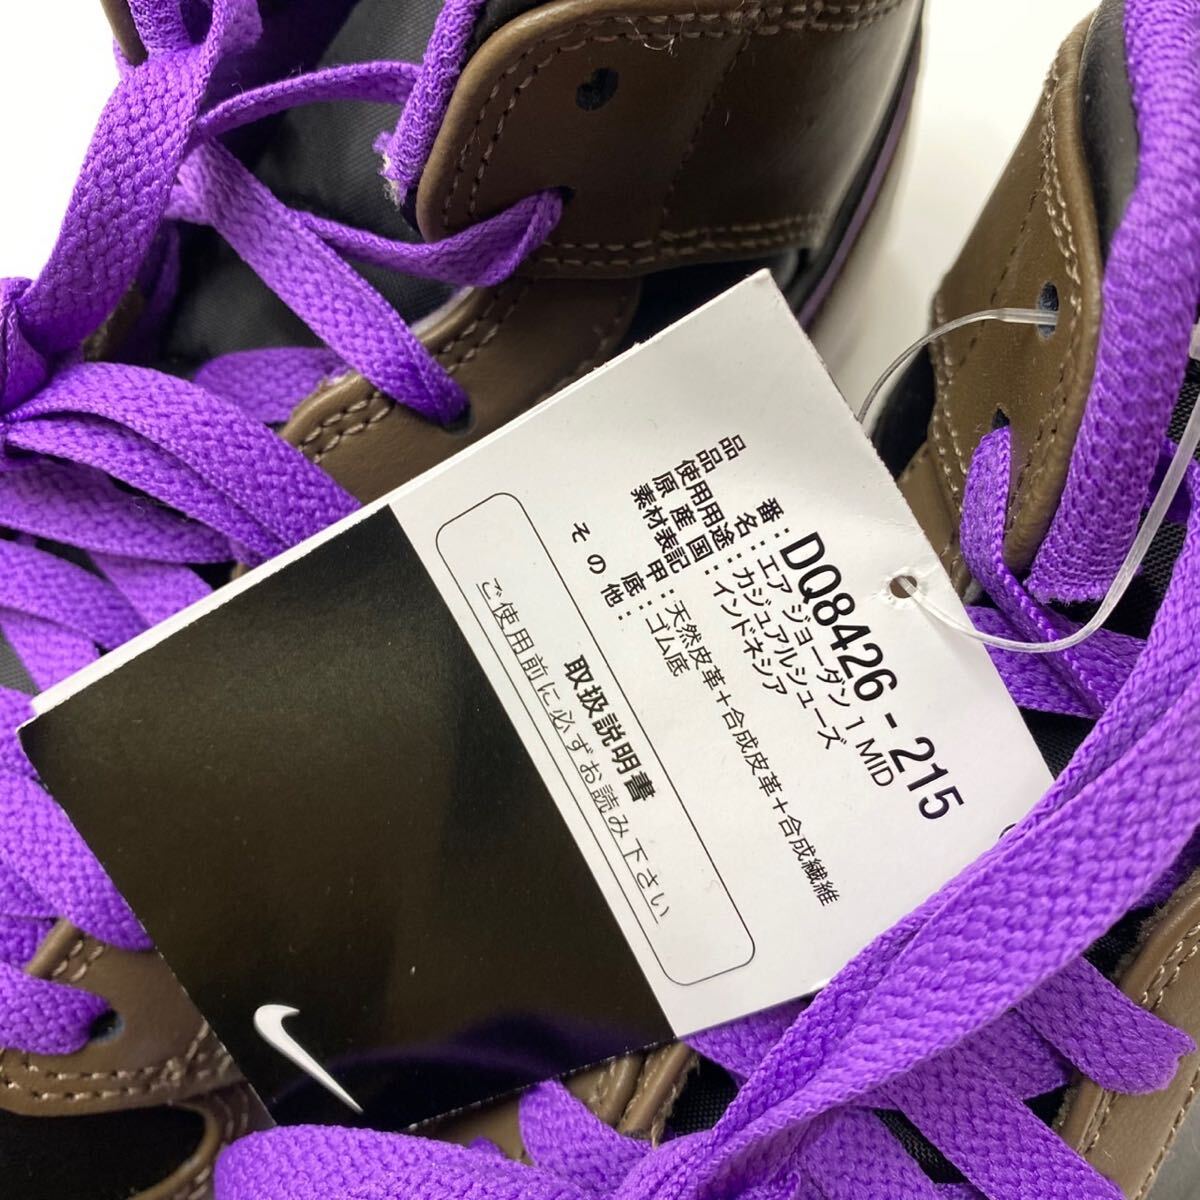 品　　番：DQ8426－215
品　　名：エア ジョーダン 1 MID
使用用途：カジュアルシューズ
原 産 国：インドネシア
素材表記 甲：天然皮革＋合成皮革＋合成繊維
底：ゴム底
そ の 他：
取扱説明書
ご使用前に必ずお読み下さい